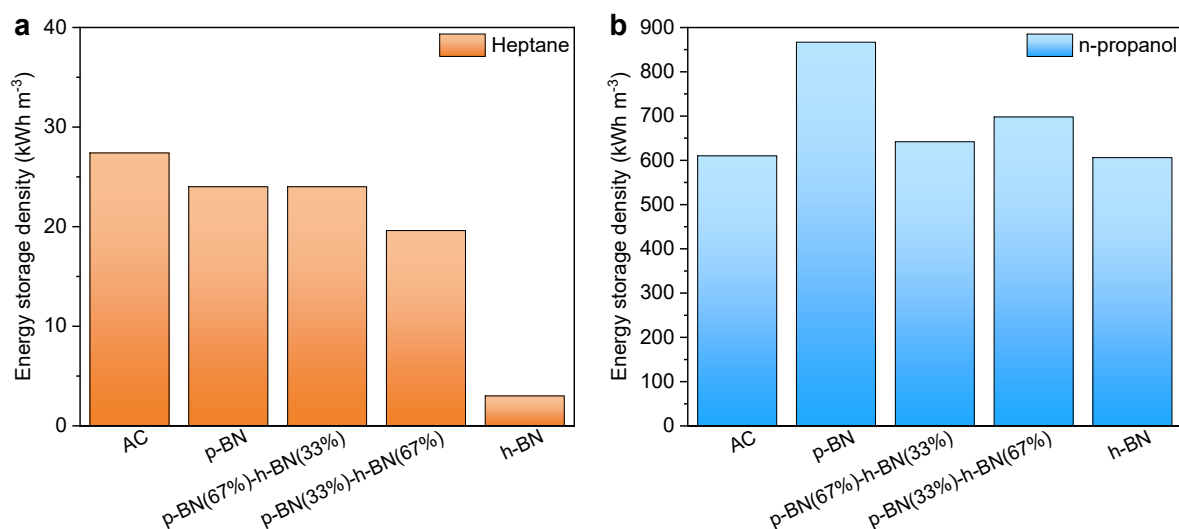 a
Heptane
Energy storage density (kWh m⁻³)
40
30
20
10
0
AC
p-BN
p-BN(67%)-h-BN(33%)
p-BN(33%)-h-BN(67%)
h-BN
b
n-propanol
Energy storage density (kWh m⁻³)
900
800
700
600
500
400
300
200
100
0
AC
p-BN
p-BN(67%)-h-BN(33%)
p-BN(33%)-h-BN(67%)
h-BN